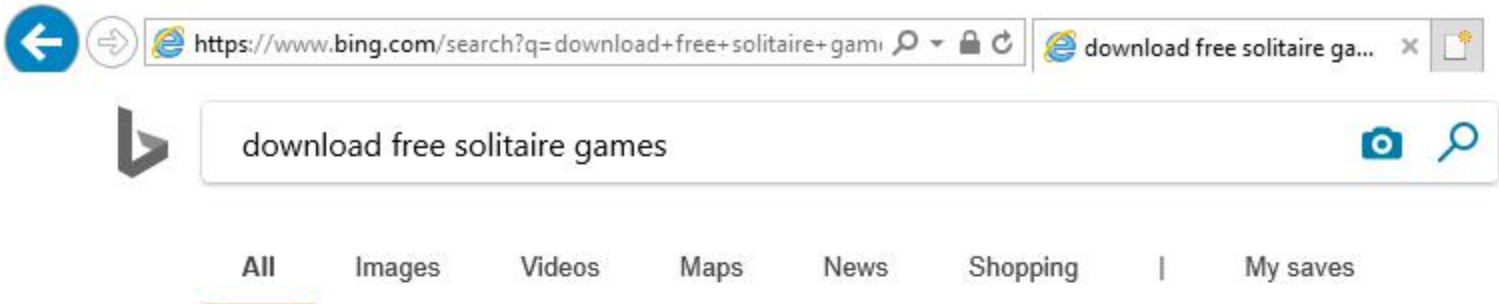 https://www.bing.com/search?q=download+free+solitaire+gam download free solitaire ga...
download free solitaire games
All Images Videos Maps News Shopping | My saves